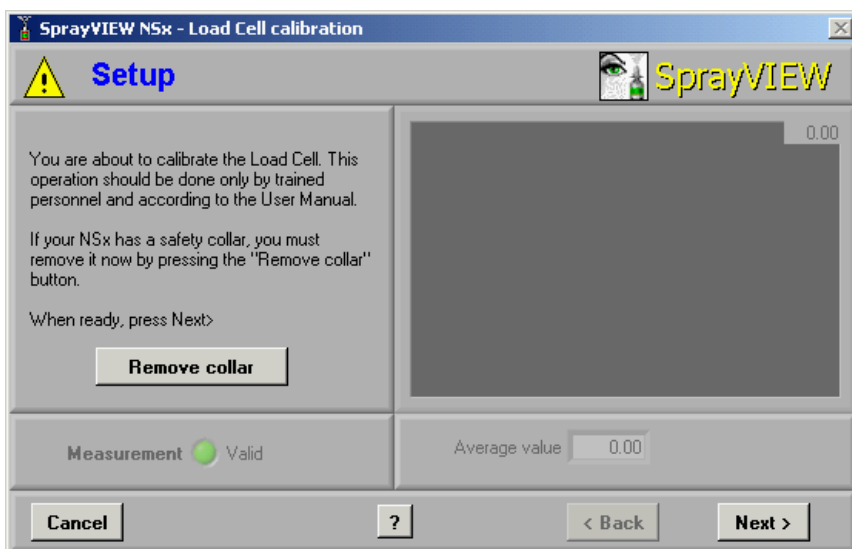 SprayVIEW NSx - Load Cell calibration
Setup
SprayVIEW
You are about to calibrate the Load Cell. This
operation should be done only by trained
personnel and according to the User Manual.
If your NSx has a safety collar, you must
remove it now by pressing the "Remove collar"
button.
When ready, press Next>
Remove collar
0.00
Measurement Valid
Average value 0.00
Cancel
?
< Back
Next >